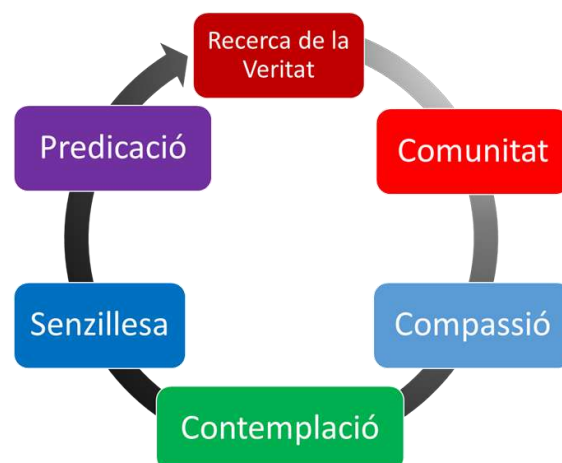 Recerca de la
Veritat
Comunitat
Compassió
Contemplació
Senzillesa
Predicació